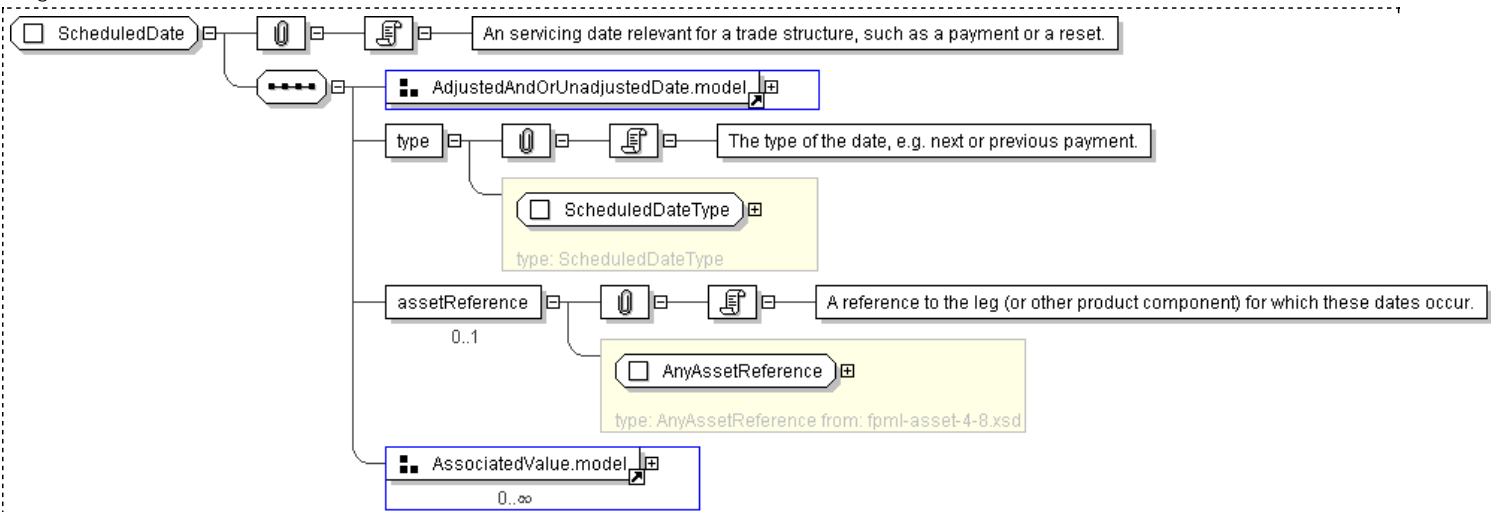 ScheduledDate
An servicing date relevant for a trade structure, such as a payment or a reset.
AdjustedAndOrUnadjustedDate.model
type
The type of the date, e.g. next or previous payment.
ScheduledDateType
type: ScheduledDateType
assetReference
A reference to the leg (or other product component) for which these dates occur.
0..1
AnyAssetReference
type: AnyAssetReference from: fpml-asset-4-8.xsd
AssociatedValue.model
0..∞